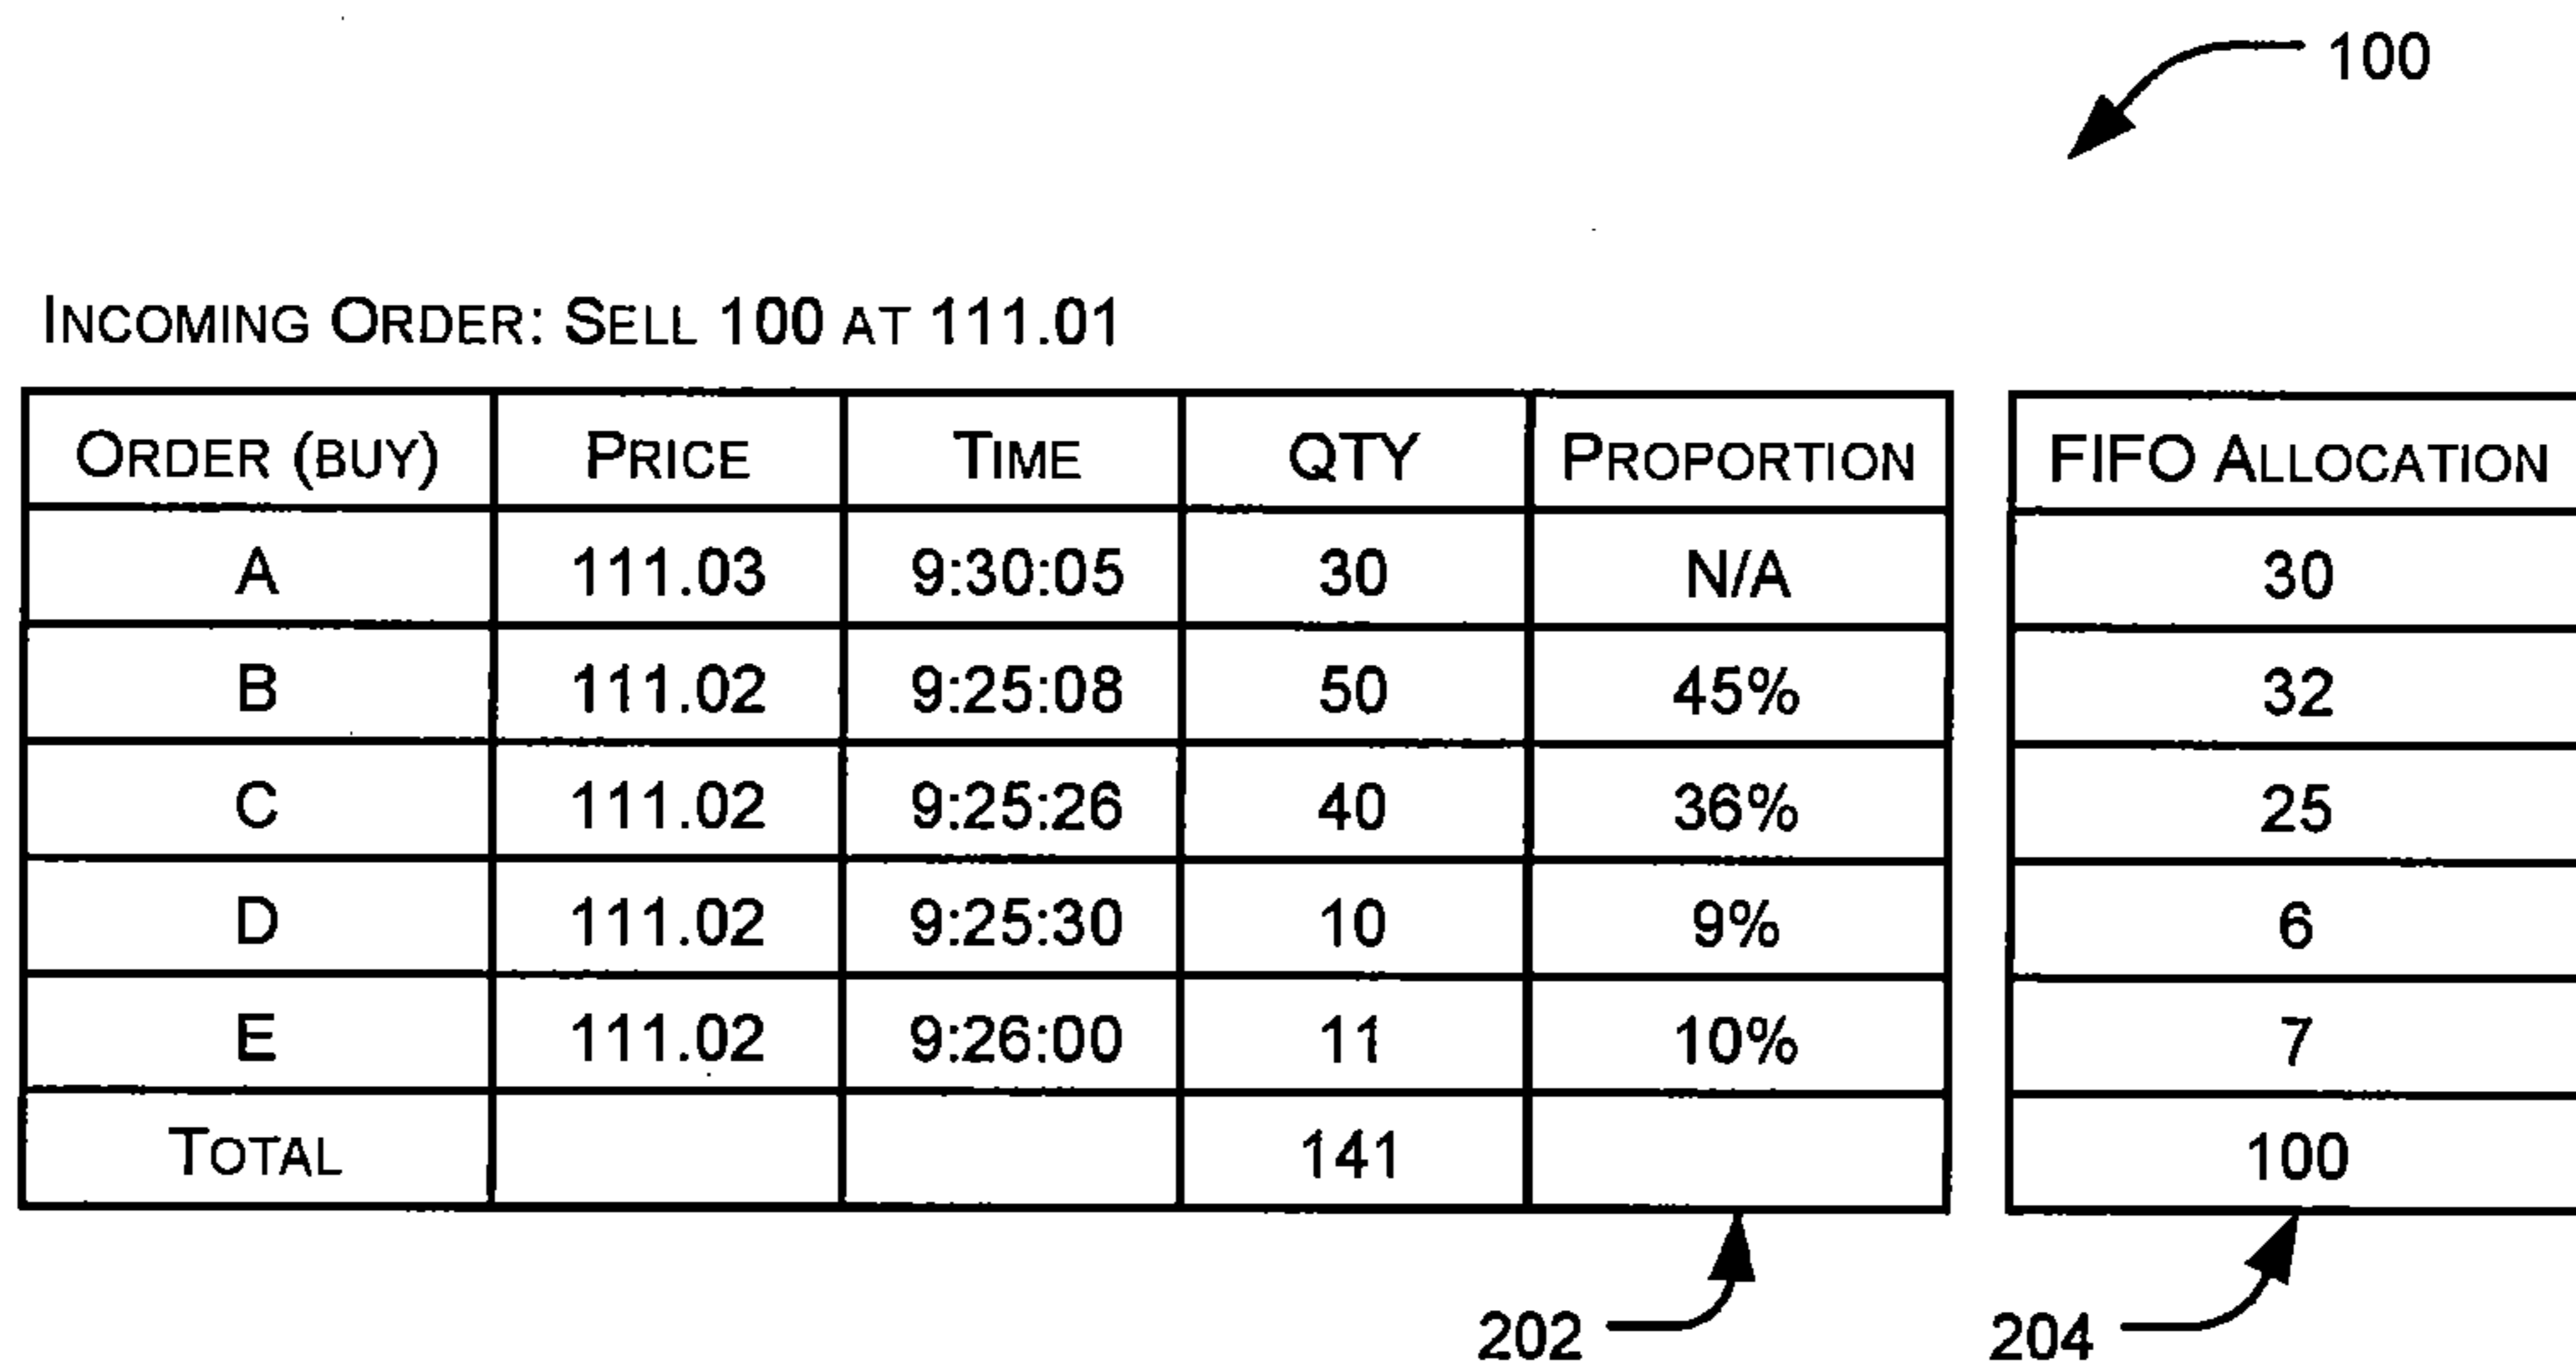 100
INCOMING ORDER: SELL 100 AT 111.01
ORDER (BUY) PRICE TIME QTY PROPORTION FIFO ALLOCATION
A 111.03 9:30:05 30 N/A 30
B 111.02 9:25:08 50 45% 32
C 111.02 9:25:26 40 36% 25
D 111.02 9:25:30 10 9% 6
E 111.02 9:26:00 11 10% 7
TOTAL 141 100
202 204